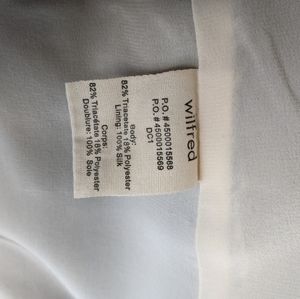 wilfred
P.O. # 4500015568
P.O. # 4500015569
DC1
Body:
82% Triacetate 18% Polyester
Lining: 100% Silk
Corps:
82% Triacétate 18% Polyester
Doublure: 100% Soie